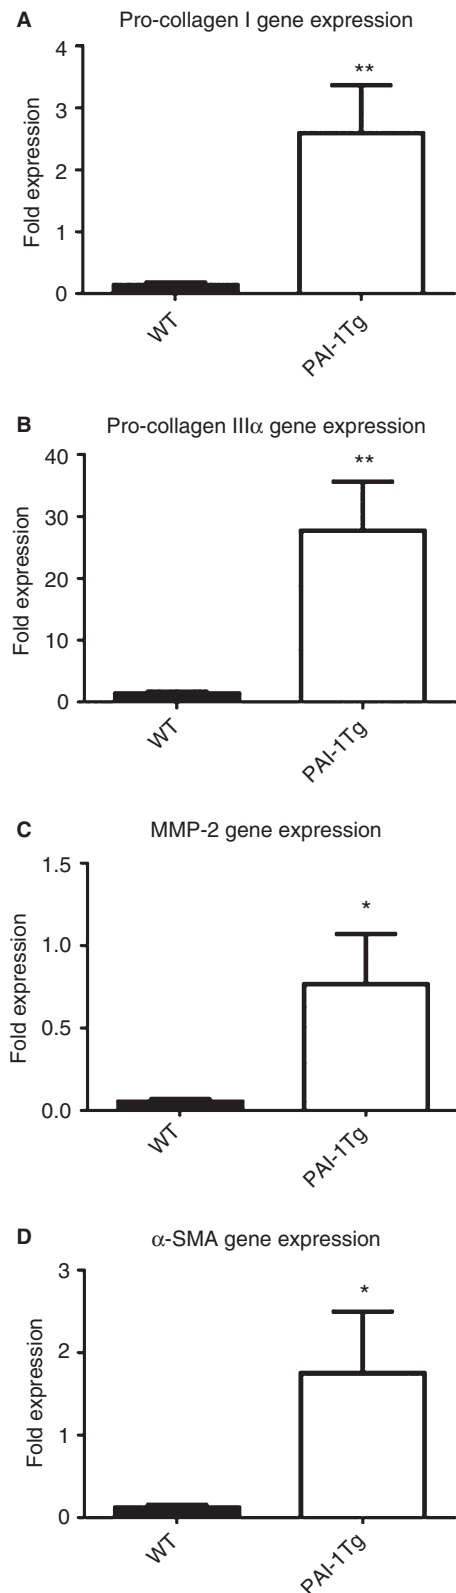 A Pro-collagen I gene expression
**
4
3
2
1
0
Fold expression
WT
PAI-1Tg
B Pro-collagen IIIα gene expression
**
40
30
20
10
0
Fold expression
WT
PAI-1Tg
C MMP-2 gene expression
*
1.5
1.0
0.5
0.0
Fold expression
WT
PAI-1Tg
D α-SMA gene expression
*
3
2
1
0
Fold expression
WT
PAI-1Tg